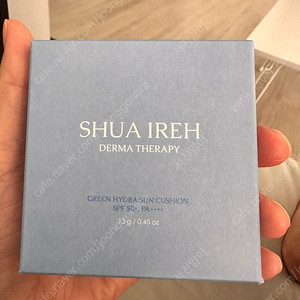 SHUA IREH
DERMA THERAPY
GREEN HYDRA SUN CUSHION
SPF 50+, PA++++
13 g / 0.45 oz